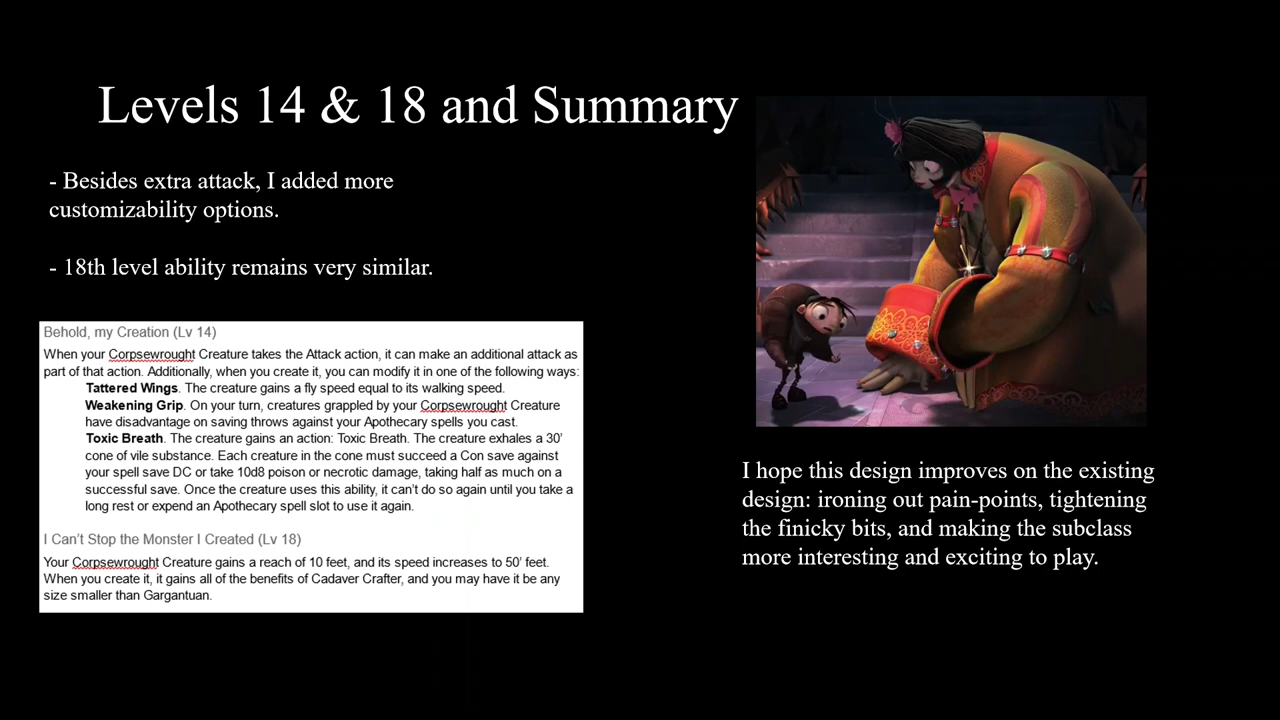 Levels 14 & 18 and Summary
- Besides extra attack, I added more
customizability options.
- 18th level ability remains very similar.
Behold, my Creation (Lv 14)
When your Corpsewrought Creature takes the Attack action, it can make an additional attack as
part of that action. Additionally, when you create it, you can modify it in one of the following ways:
Tattered Wings. The creature gains a fly speed equal to its walking speed.
Weakening Grip. On your turn, creatures grappled by your Corpsewrought Creature
have disadvantage on saving throws against your Apothecary spells you cast.
Toxic Breath. The creature gains an action: Toxic Breath. The creature exhales a 30'
cone of vile substance. Each creature in the cone must succeed a Con save against
your spell save DC or take 10d8 poison or necrotic damage, taking half as much on a
successful save. Once the creature uses this ability, it can't do so again until you take a
long rest or expend an Apothecary spell slot to use it again.
I Can't Stop the Monster I Created (Lv 18)
Your Corpsewrought Creature gains a reach of 10 feet, and its speed increases to 50' feet.
When you create it, it gains all of the benefits of Cadaver Crafter, and you may have it be any
size smaller than Gargantuan.
I hope this design improves on the existing
design: ironing out pain-points, tightening
the finicky bits, and making the subclass
more interesting and exciting to play.